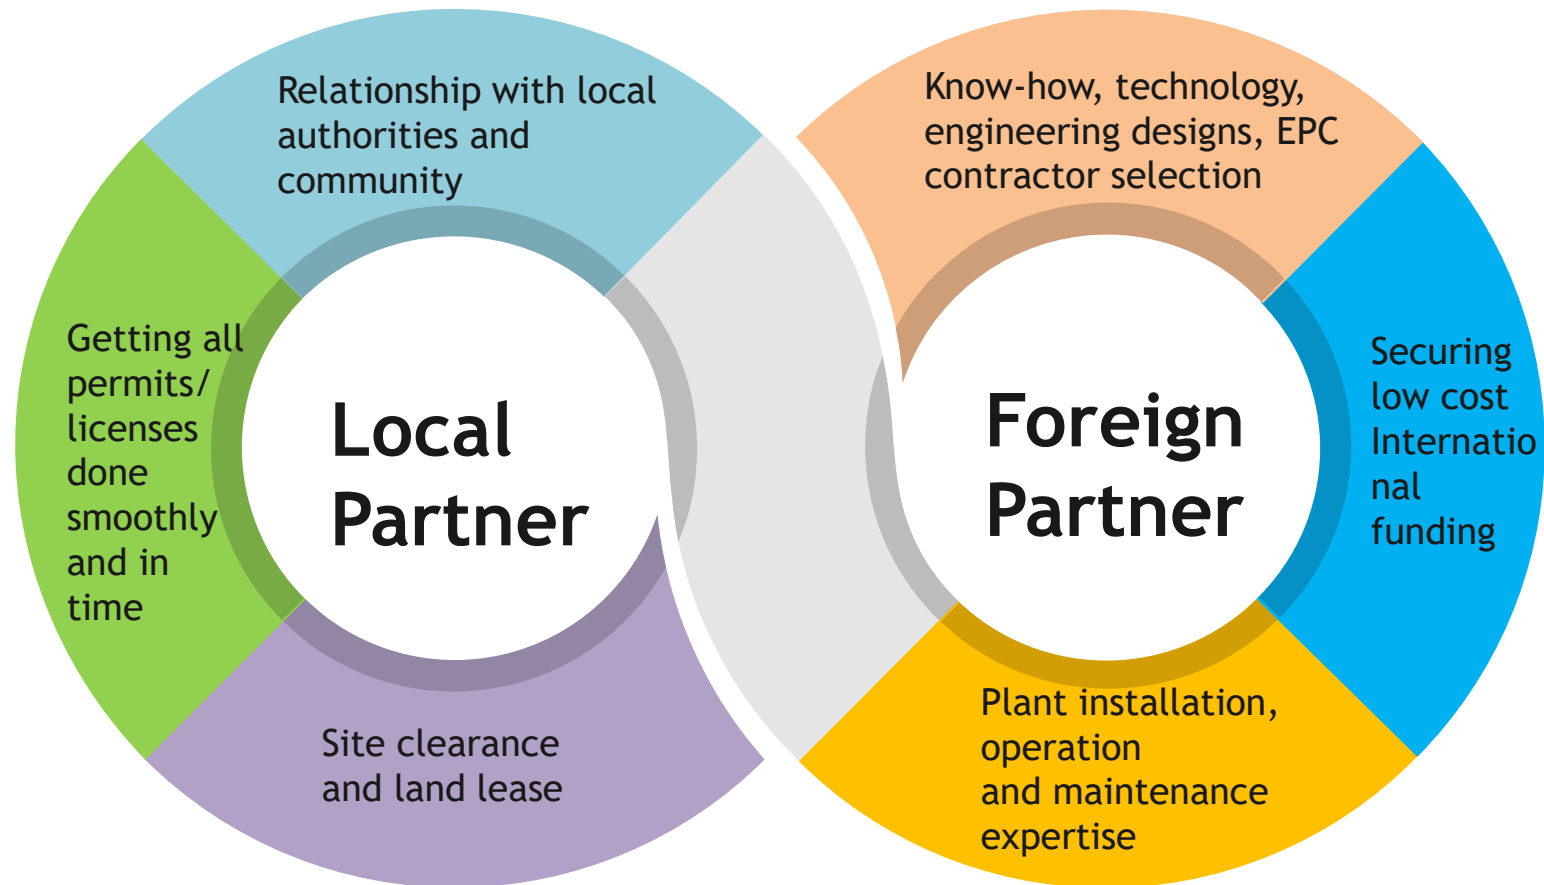 Relationship with local
authorities and
community
Getting all
permits/
licenses
done
smoothly
and in
time
Local
Partner
Site clearance
and land lease
Know-how, technology,
engineering designs, EPC
contractor selection
Foreign
Partner
Securing
low cost
Internatio
nal
funding
Plant installation,
operation
and maintenance
expertise